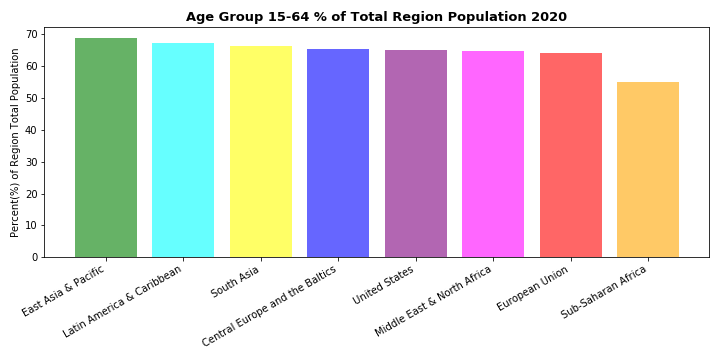 Age Group 15-64 % of Total Region Population 2020
Percent(%) of Region Total Population
70
60
50
40
30
20
10
0
East Asia & Pacific
Latin America & Caribbean
South Asia
Central Europe and the Baltics
United States
Middle East & North Africa
European Union
Sub-Saharan Africa